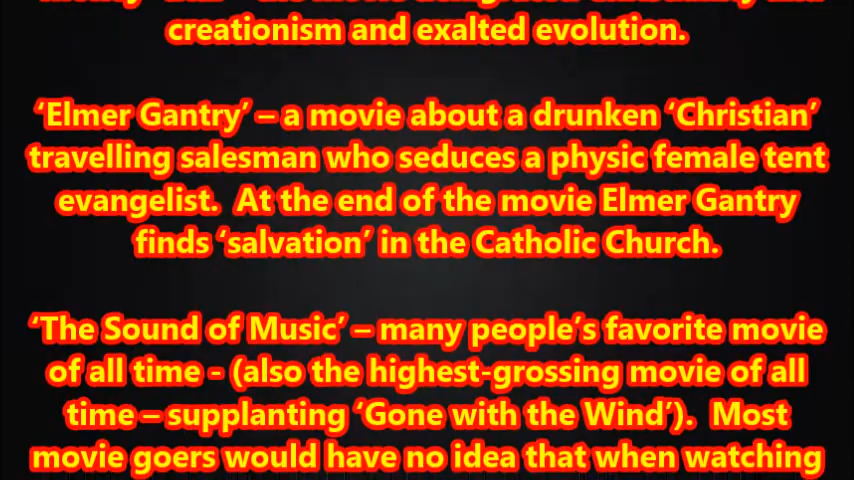 creationism and exalted evolution.
‘Elmer Gantry’ – a movie about a drunken ‘Christian’
travelling salesman who seduces a physic female tent
evangelist.  At the end of the movie Elmer Gantry
finds ‘salvation’ in the Catholic Church.
‘The Sound of Music’ – many people’s favorite movie
of all time - (also the highest-grossing movie of all
time – supplanting ‘Gone with the Wind’).  Most
movie goers would have no idea that when watching